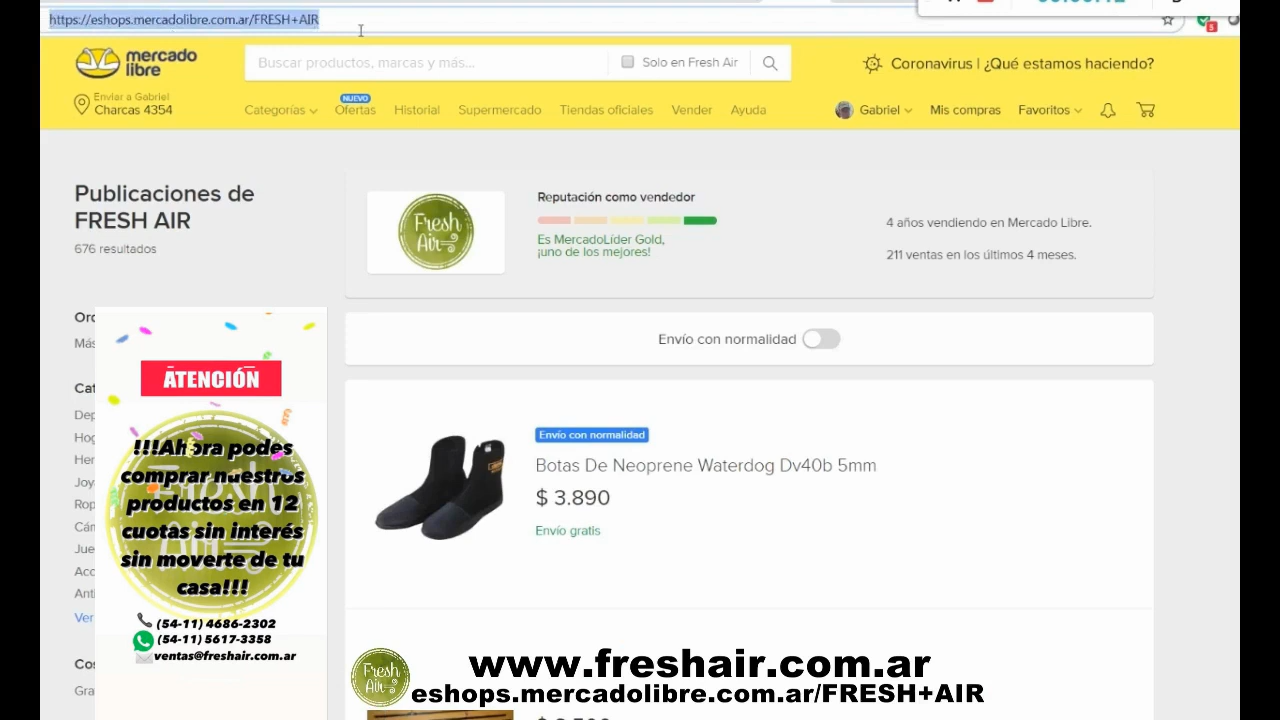 https://eshops.mercadolibre.com.ar/FRESH+AIR
mercado
libre
Buscar productos, marcas y más...
Solo en Fresh Air
Coronavirus | ¿Qué estamos haciendo?
Enviar a Gabriel
Charcas 4354
Categorías
NUEVO
Ofertas
Historial
Supermercado
Tiendas oficiales
Vender
Ayuda
Gabriel
Mis compras
Favoritos
Publicaciones de
FRESH AIR
676 resultados
Fresh
Air
Reputación como vendedor
Es MercadoLíder Gold,
¡uno de los mejores!
4 años vendiendo en Mercado Libre.
211 ventas en los últimos 4 meses.
Envío con normalidad
Envío con normalidad
Botas De Neoprene Waterdog Dv40b 5mm
$ 3.890
Envío gratis
Más
Ver
ATENCIÓN
!!!Ahora podes
comprar nuestros
productos en 12
cuotas sin interés
sin moverte de tu
casa!!!
(54-11) 4686-2302
(54-11) 5617-3358
ventas@freshair.com.ar
Fresh
Air
www.freshair.com.ar
eshops.mercadolibre.com.ar/FRESH+AIR